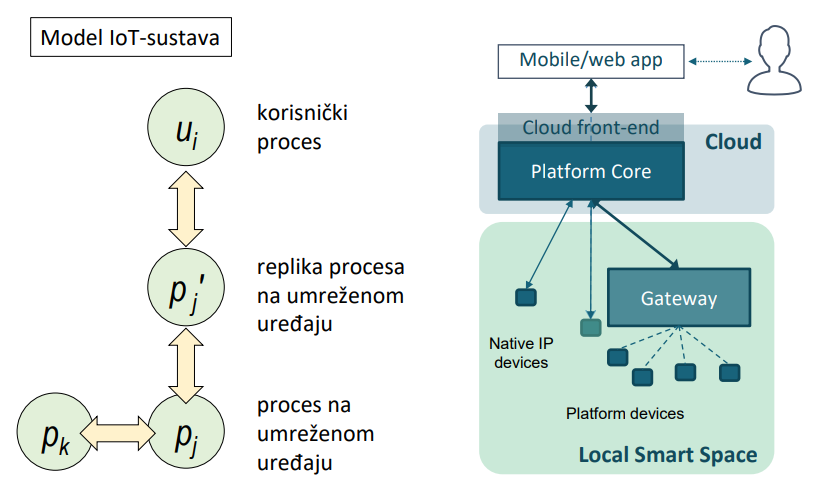 Model IoT-sustava
u_i
korisnički
proces
p_j'
replika procesa
na umreženom
uređaju
p_k
p_j
proces na
umreženom
uređaju
Mobile/web app
Cloud front-end
Cloud
Platform Core
Gateway
Native IP
devices
Platform devices
Local Smart Space